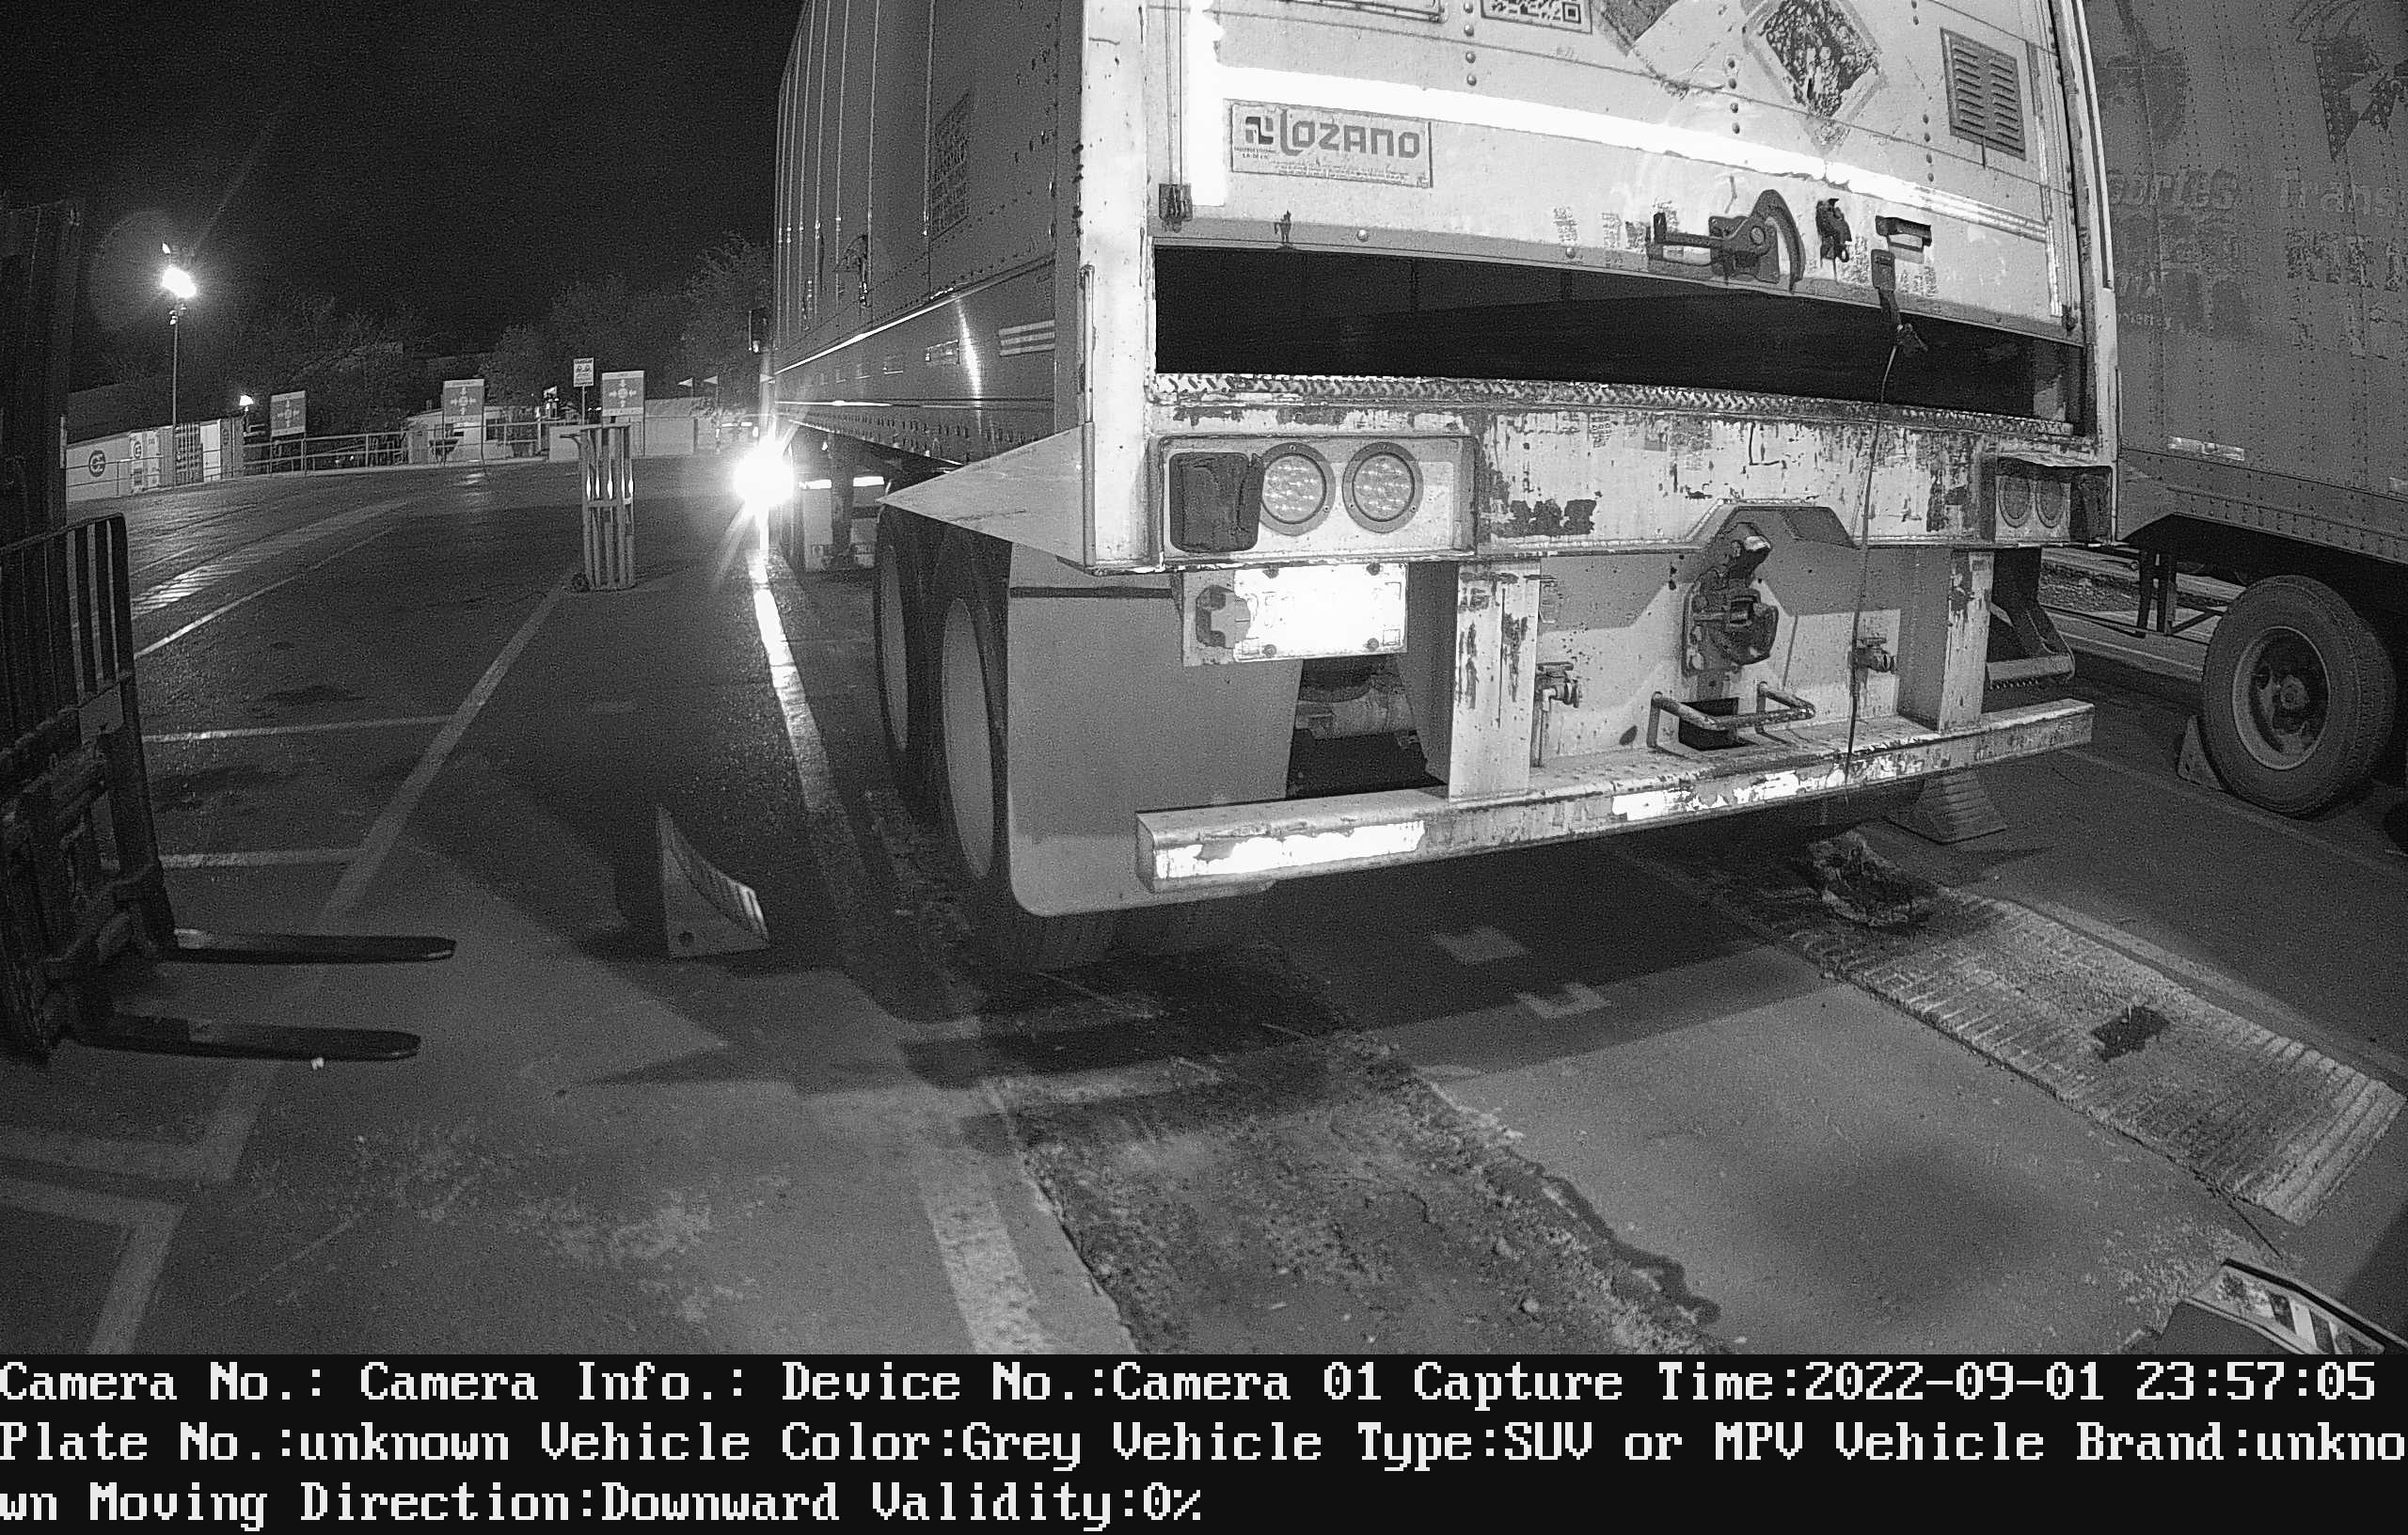 Lozano
Trans
Camera No.: Camera Info.: Device No.:Camera 01 Capture Time:2022-09-01 23:57:05
Plate No.:unknown Vehicle Color:Grey Vehicle Type:SUV or MPV Vehicle Brand:unkno
wn Moving Direction:Downward Validity:0%